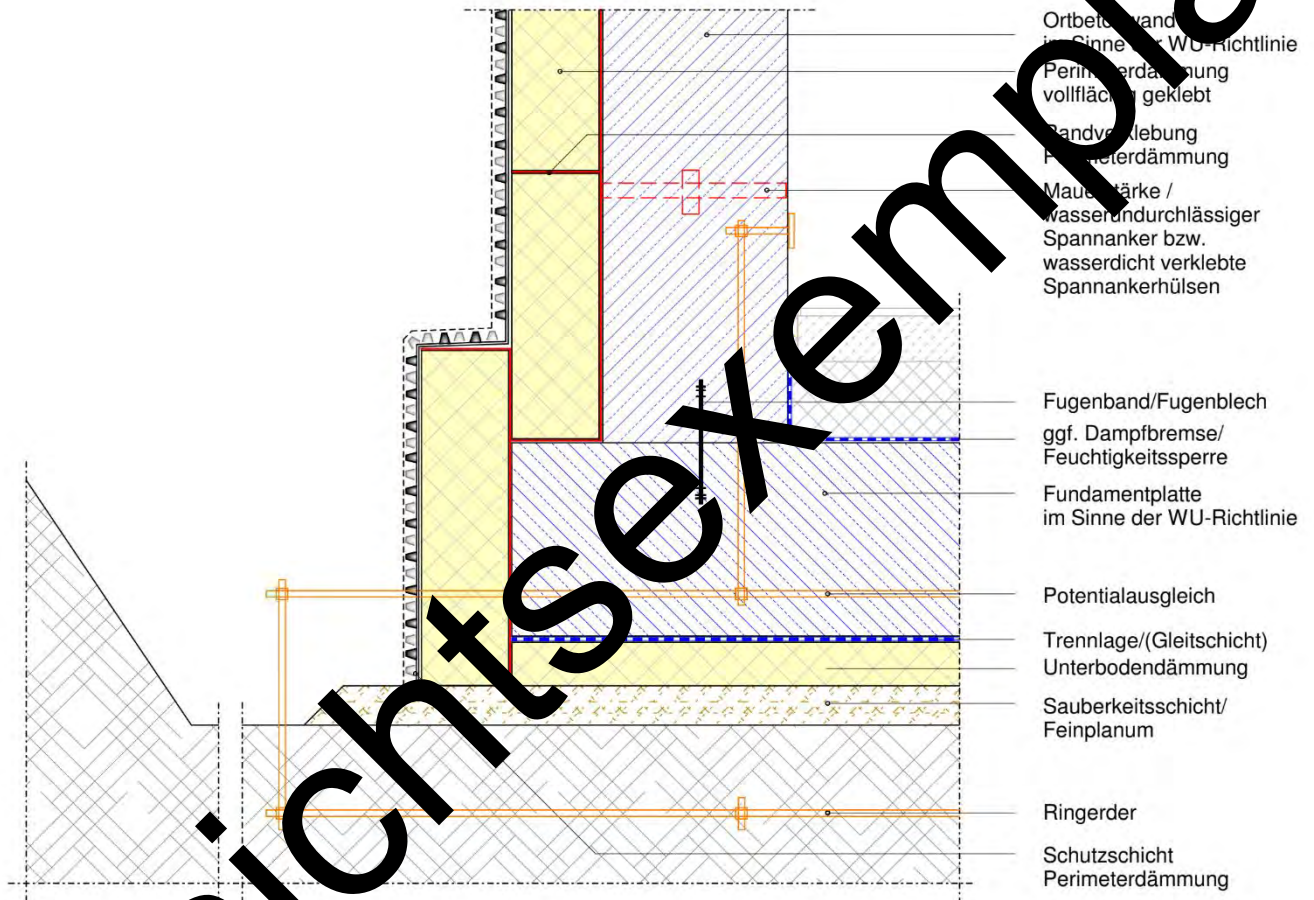 Ortbetonwand
im Sinne der WU-Richtlinie
Perimeterdämmung
vollflächig geklebt
Randverklebung
Perimeterdämmung
Mauerstärke /
wasserundurchlässiger
Spannanker bzw.
wasserdicht verklebte
Spannankerhülsen
Fugenband/Fugenblech
ggf. Dampfbremse/
Feuchtigkeitssperre
Fundamentplatte
im Sinne der WU-Richtlinie
Potentialausgleich
Trennlage/(Gleitschicht)
Unterbodendämmung
Sauberkeitsschicht/
Feinplanum
Ringerder
Schutzschicht
Perimeterdämmung
ichtsexempla